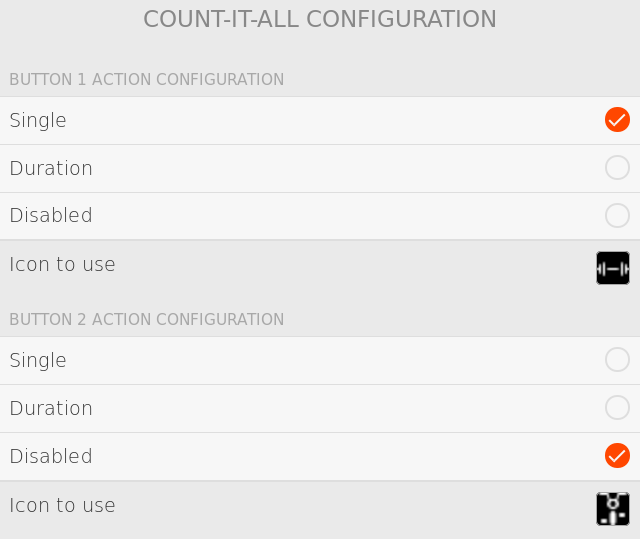 COUNT-IT-ALL CONFIGURATION
BUTTON 1 ACTION CONFIGURATION
Single
Duration
Disabled
Icon to use
BUTTON 2 ACTION CONFIGURATION
Single
Duration
Disabled
Icon to use